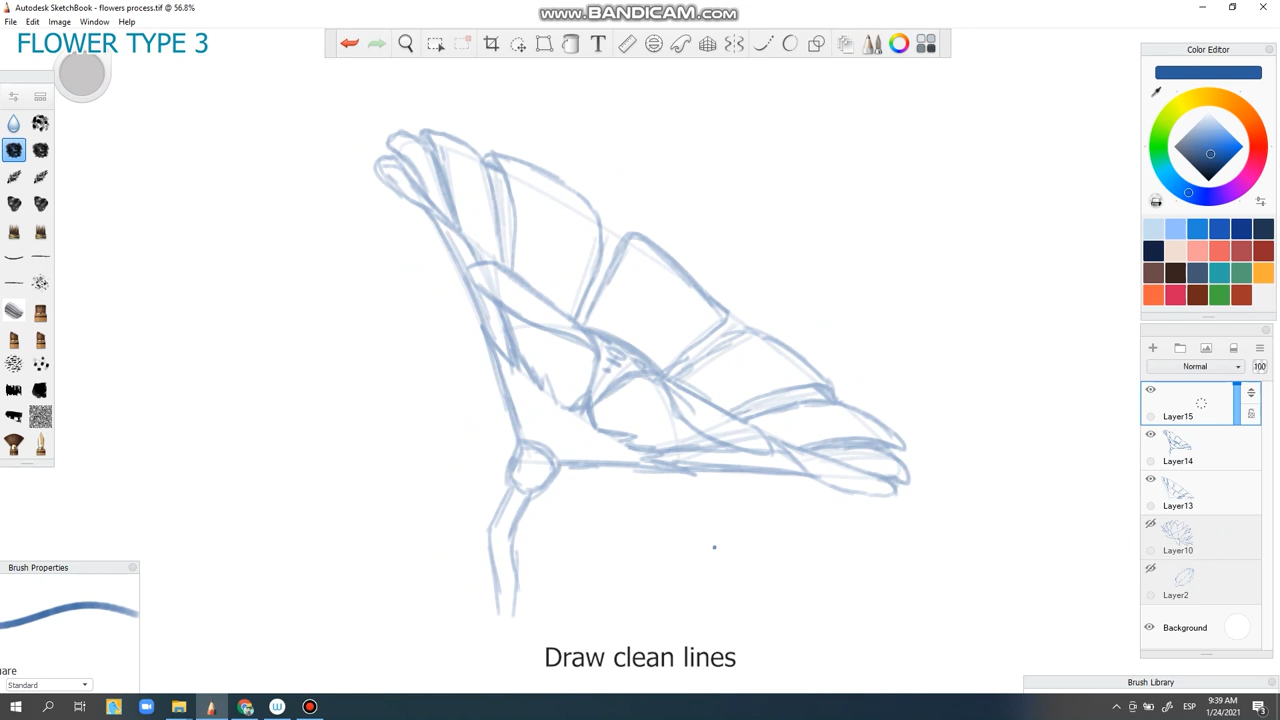 Autodesk SketchBook - flowers process.tif @ 56.8%
www.BANDICAM.com
File Edit Image Window Help
FLOWER TYPE 3
Color Editor
Normal
100
Layer15
Layer14
Layer13
Layer10
Layer2
Background
Brush Properties
Standard
Draw clean lines
Brush Library
ESP
9:39 AM
1/24/2021